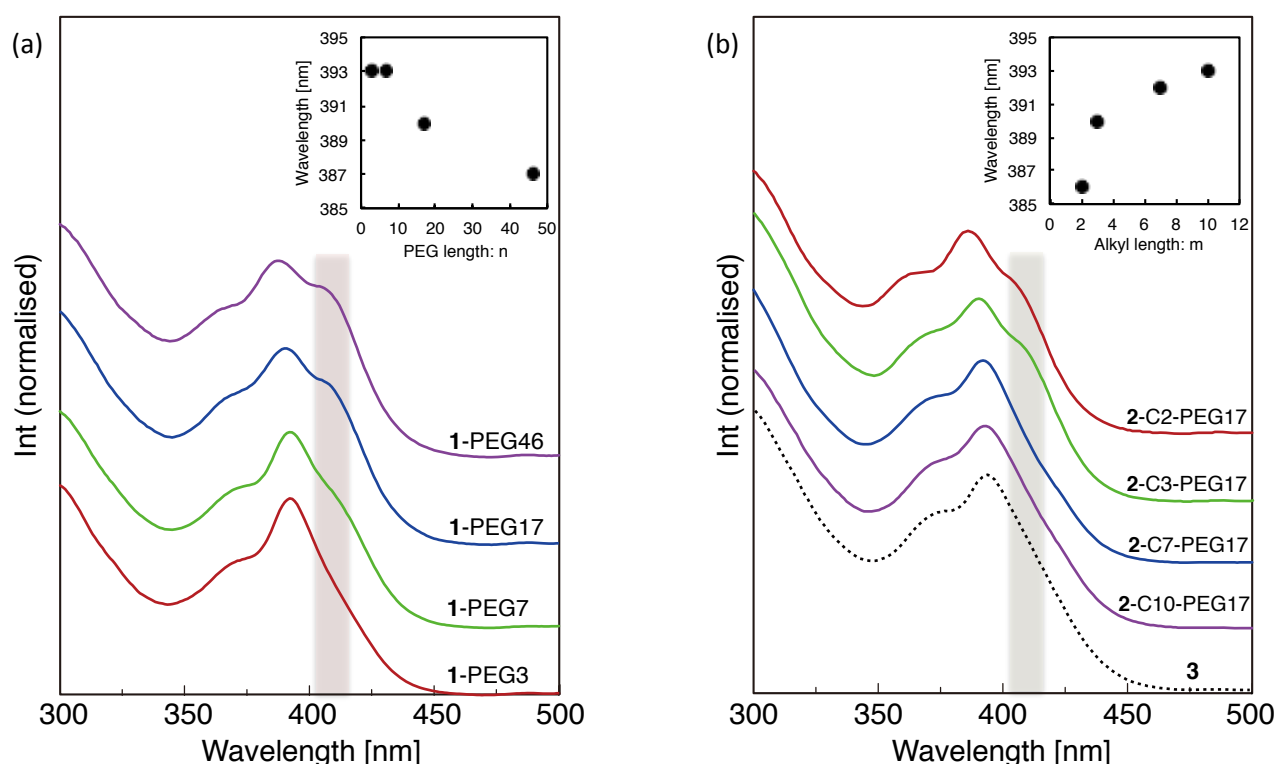 (a)
Int (normalised)
Wavelength [nm]
395
393
391
389
387
385
0 10 20 30 40 50
PEG length: n
1-PEG46
1-PEG17
1-PEG7
1-PEG3
300 350 400 450 500
Wavelength [nm]
(b)
Int (normalised)
Wavelength [nm]
395
393
391
389
387
385
0 2 4 6 8 10 12
Alkyl length: m
2-C2-PEG17
2-C3-PEG17
2-C7-PEG17
2-C10-PEG17
3
300 350 400 450 500
Wavelength [nm]